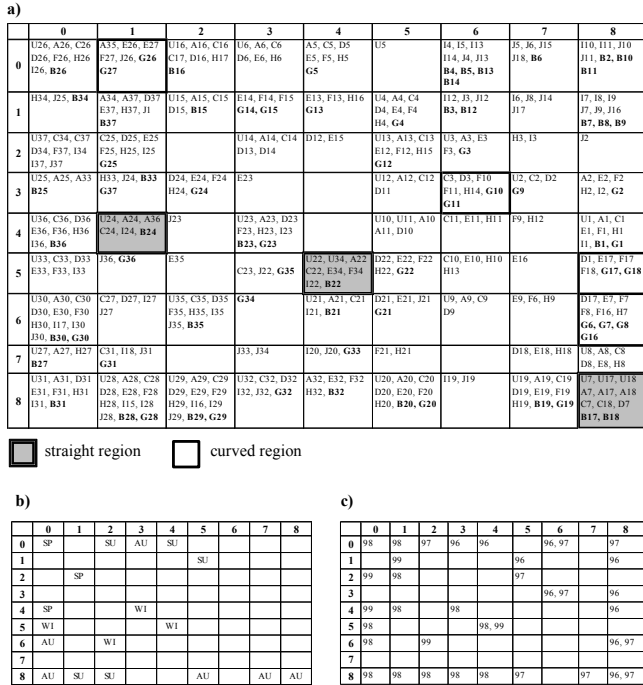 a)
0 1 2 3 4 5 6 7 8
0
U26, A26, C26
D26, F26, H26
I26, B26
A35, E26, E27
F27, J26, G26
G27
U16, A16, C16
C17, D16, H17
B16
U6, A6, C6
D6, E6, H6
A5, C5, D5
E5, F5, H5
G5
U5
I4, I5, I13
I14, J4, J13
B4, B5, B13
B14
J5, J6, J15
J18, B6
I10, I11, J10
J11, B2, B10
B11
1
H34, J25, B34
A34, A37, D37
E37, H37, J1
B37
U15, A15, C15
D15, B15
E14, F14, F15
G14, G15
E13, F13, H16
G13
U4, A4, C4
D4, E4, F4
H4, G4
I12, J2, J12
B3, B12
I6, J8, J14
J17
I7, I8, I9
J7, J9, J16
B7, B8, B9
2
U37, C34, C37
D34, F37, I34
I37, J37
C25, D25, E25
F25, H25, I25
G25
U14, A14, C14
D13, D14
D12, E15
U13, A13, C13
E12, F12, H15
G12
U3, A3, E3
F3, G3
H3, I3
J2
3
U25, A25, A33
B25
H33, J24, B33
G37
D24, E24, F24
H24, G24
E23
U12, A12, C12
D11
C3, D3, F10
F11, H14, G10
G11
U2, C2, D2
G9
A2, E2, F2
H2, I2, G2
4
U36, C36, D36
E36, F36, H36
I36, B36
U24, A24, A36
C24, I24, B24
J23
U23, A23, D23
F23, H23, I23
B23, G23
U10, U11, A10
A11, D10
C11, E11, H11
F9, H12
U1, A1, C1
E1, F1, H1
I1, B1, G1
5
U33, C33, D33
E33, F33, I33
J36, G36
E35
C23, J22, G35
U22, U34, A22
C22, E34, F34
I22, B22
D22, E22, F22
H22, G22
C10, E10, H10
H13
E16
D1, E17, F17
F18, G17, G18
6
U30, A30, C30
D30, E30, F30
H30, I17, I30
J30, B30, G30
C27, D27, I27
J27
U35, C35, D35
F35, H35, I35
J35, B35
G34
U21, A21, C21
I21, B21
D21, E21, J21
G21
U9, A9, C9
D9
E9, F6, H9
D17, E7, F7
F8, F16, H7
G6, G7, G8
G16
7
U27, A27, H27
B27
C31, I18, J31
G31
J33, J34
I20, J20, G33
F21, H21
D18, E18, H18
U8, A8, C8
D8, E8, H8
8
U31, A31, D31
E31, F31, H31
I31, B31
U28, A28, C28
D28, E28, F28
H28, I15, I28
J28, B28, G28
U29, A29, C29
D29, E29, F29
H29, I16, I29
J29, B29, G29
U32, C32, D32
I32, J32, G32
A32, E32, F32
H32, B32
U20, A20, C20
D20, E20, F20
H20, B20, G20
I19, J19
U19, A19, C19
D19, E19, F19
H19, B19, G19
U7, U17, U18
A7, A17, A18
C7, C18, D7
B17, B18
straight region curved region
b) c)
0 1 2 3 4 5 6 7 8
0 SP SU AU SU
1 SU
2 SP
3
4 SP WI
5 WI WI
6 AU WI
7
8 AU SU SU AU AU AU
0 1 2 3 4 5 6 7 8
0 98 98 97 96 96 96, 97 97
1 99 96 96
2 99 98 97
3 96, 97 96
4 99 98 98 96
5 98 98, 99
6 98 99 96, 97
7
8 98 98 98 98 98 97 97 96, 97